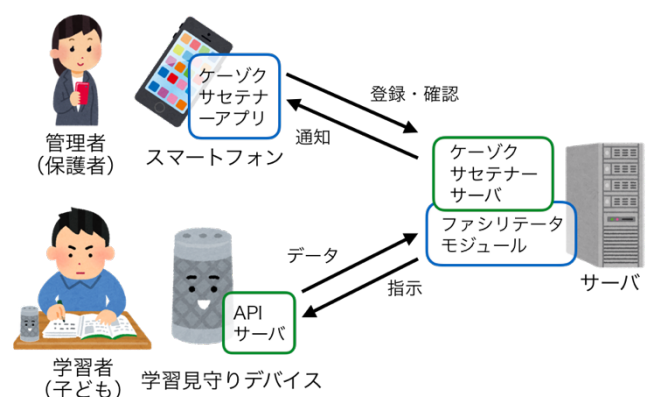 ケーゾク
サセテナ
ーアプリ
管理者
（保護者）
スマートフォン
登録・確認
通知
ケーゾク
サセテナー
サーバ
ファシリテータ
モジュール
サーバ
データ
指示
API
サーバ
学習者
（子ども）
学習見守りデバイス